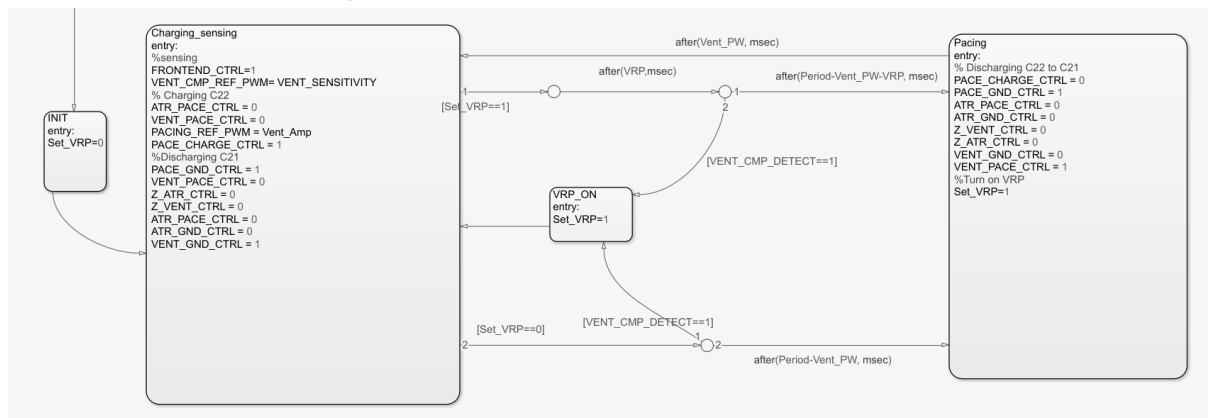 INIT
entry:
Set_VRP=0
Charging_sensing
entry:
%sensing
FRONTEND_CTRL=1
VENT_CMP_REF_PWM= VENT_SENSITIVITY
% Charging C22
ATR_PACE_CTRL = 0
VENT_PACE_CTRL = 0
PACING_REF_PWM = Vent_Amp
PACE_CHARGE_CTRL = 1
%Discharging C21
PACE_GND_CTRL = 1
VENT_PACE_CTRL = 0
Z_ATR_CTRL = 0
Z_VENT_CTRL = 0
ATR_PACE_CTRL = 0
ATR_GND_CTRL = 0
VENT_GND_CTRL = 1
after(Vent_PW, msec)
1
[Set_VRP==1]
after(VRP,msec)
1
after(Period-Vent_PW-VRP, msec)
2
[VENT_CMP_DETECT==1]
VRP_ON
entry:
Set_VRP=1
2
[Set_VRP==0]
[VENT_CMP_DETECT==1]
1
2
after(Period-Vent_PW, msec)
Pacing
entry:
% Discharging C22 to C21
PACE_CHARGE_CTRL = 0
PACE_GND_CTRL = 1
ATR_PACE_CTRL = 0
ATR_GND_CTRL = 0
Z_VENT_CTRL = 0
Z_ATR_CTRL = 0
VENT_GND_CTRL = 0
VENT_PACE_CTRL = 1
%Turn on VRP
Set_VRP=1